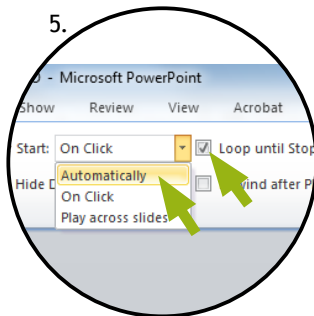 5.
- Microsoft PowerPoint
Show Review View Acrobat
Start: On Click Loop until Stop
Automatically
Hide
On Click
Play across slides